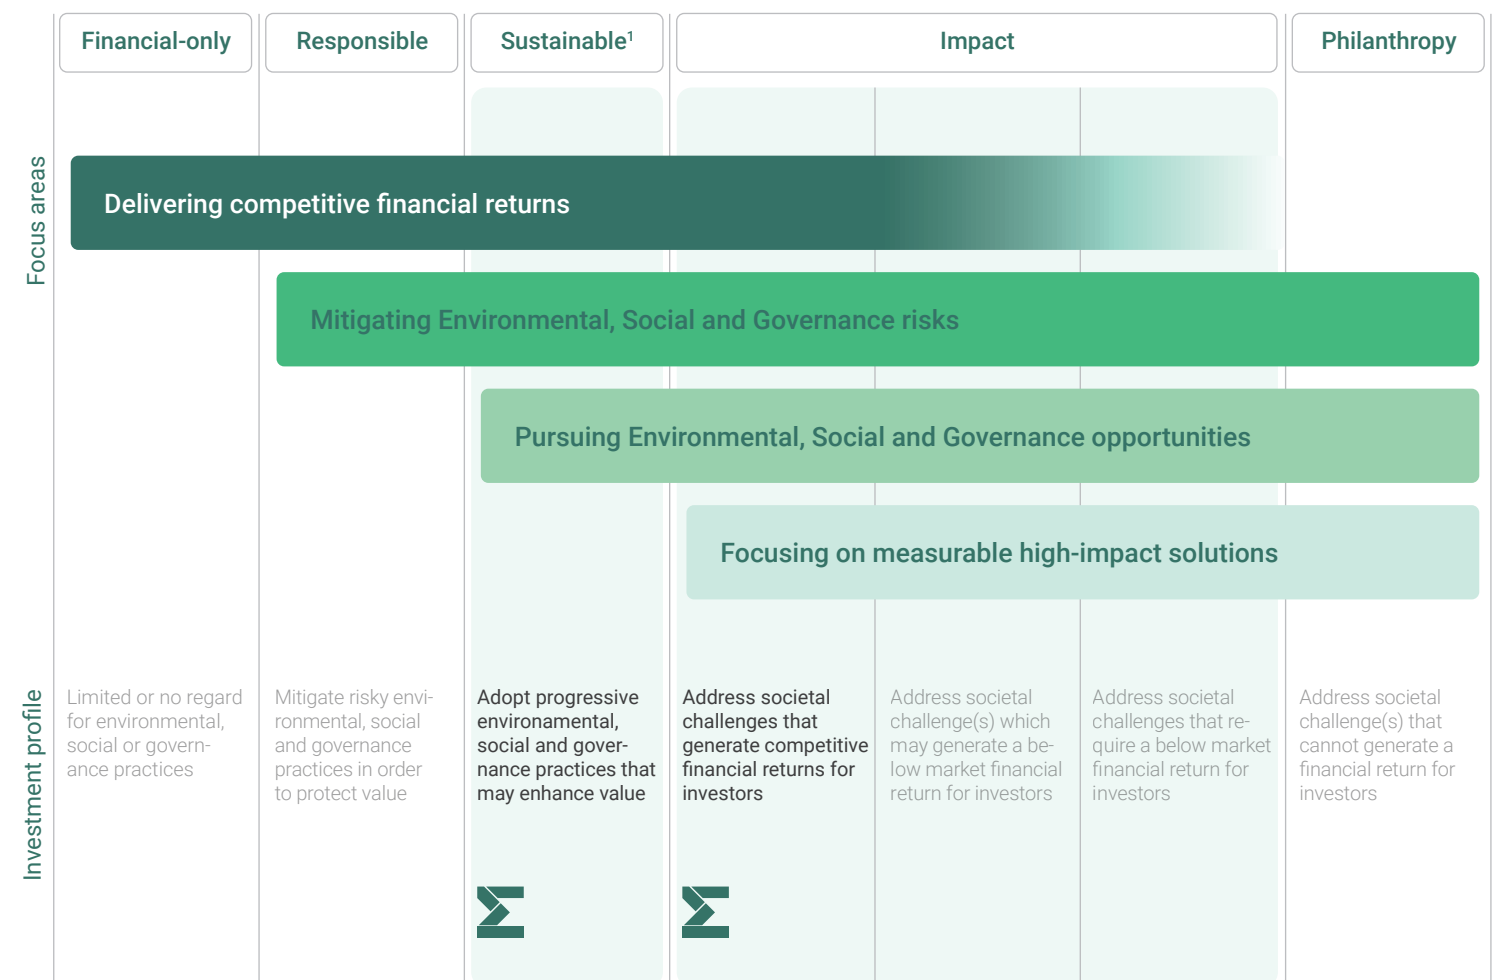 Financial-only
Responsible
Sustainable¹
Impact
Philanthropy
Focus areas
Delivering competitive financial returns
Mitigating Environmental, Social and Governance risks
Pursuing Environmental, Social and Governance opportunities
Focusing on measurable high-impact solutions
Investment profile
Limited or no regard
for environmental,
social or govern-
ance practices
Mitigate risky envi-
ronmental, social
and governance
practices in order
to protect value
Adopt progressive
environamental,
social and gover-
nance practices that
may enhance value
Address societal
challenges that
generate competitive
financial returns for
investors
Address societal
challenge(s) which
may generate a be-
low market financial
return for investors
Address societal
challenges that re-
quire a below market
financial return for
investors
Address societal
challenge(s) that
cannot generate a
financial return for
investors